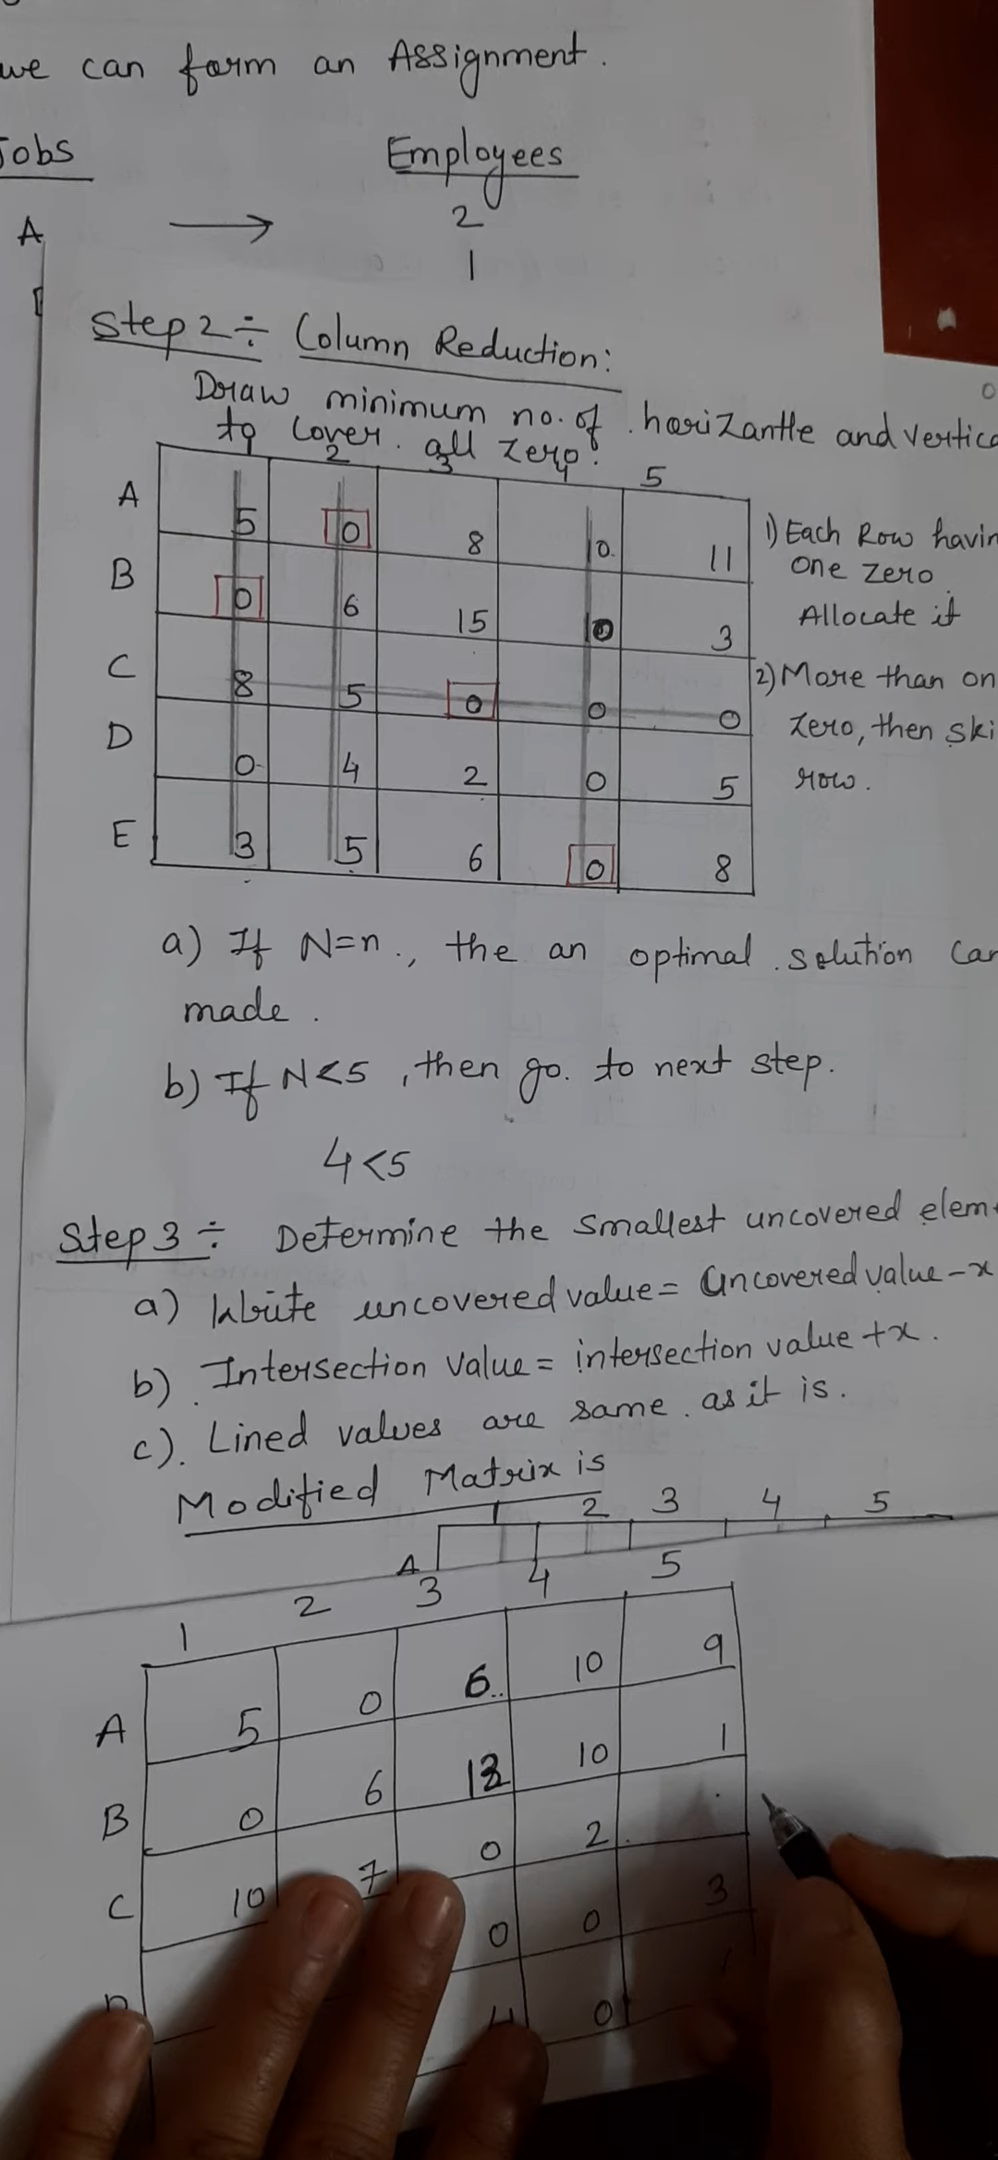 we can form an Assignment.
Jobs Employees
A → 2
1
Step 2 ÷ Column Reduction:
Draw minimum no. of horizantle and vertica
to cover all zero.
2 3 4 5
A 5 0 8 0 11
B 0 6 15 0 3
C 8 5 0 0 0
D 0 4 2 0 5
E 3 5 6 0 8
1) Each Row havin
one zero
Allocate it
2) More than on
zero, then ski
row.
a) If N=n., the an optimal solution can
made.
b) If N<5, then go. to next step.
4<5
Step 3 ÷ Determine the smallest uncovered elem
a) Write uncovered value = uncovered value - x
b) Intersection value = intersection value + x.
c). Lined values are same as it is.
Modified Matrix is
1 2 3 4 5
A
1 2 3 4 5
A 5 0 6 10 9
B 0 6 13 10 1
C 10 7 0 2
0 0 3
4 0